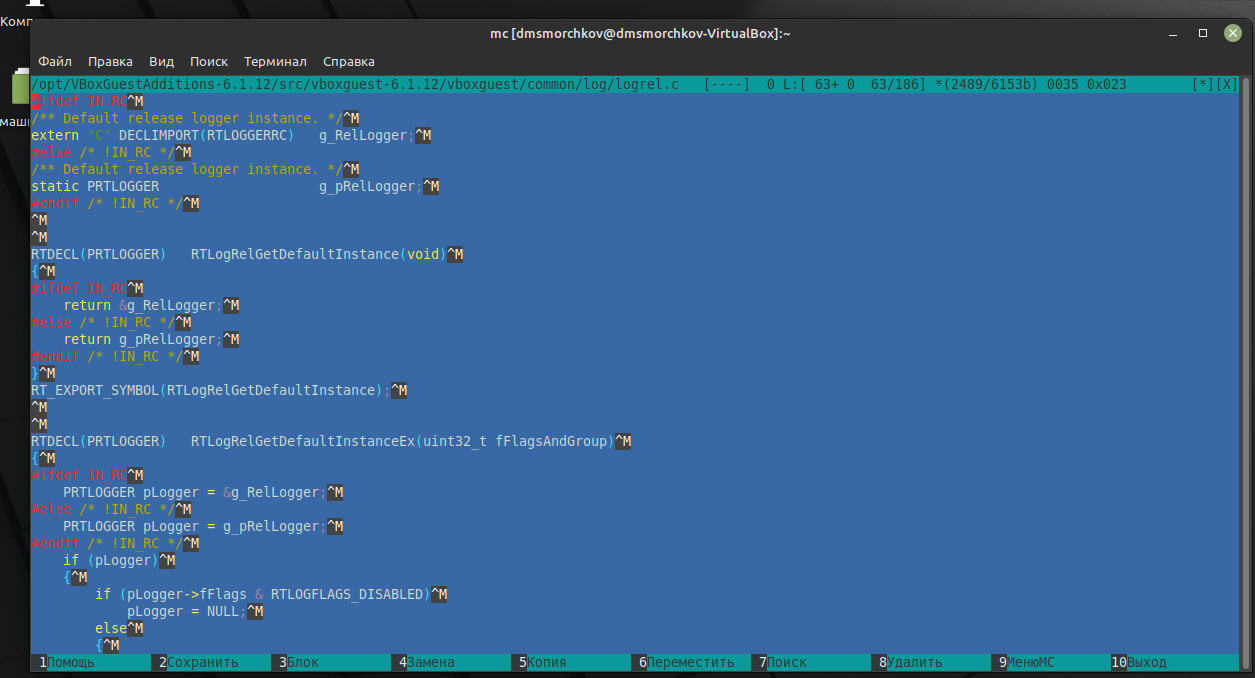 mc [dmsmorchkov@dmsmorchkov-VirtualBox]:~
Файл Правка Вид Поиск Терминал Справка
/opt/VBoxGuestAdditions-6.1.12/src/vboxguest-6.1.12/vboxguest/common/log/logrel.c [----] 0 L:[ 63+ 0 63/186] *(2489/6153b) 0035 0x023 [*][X]
#ifdef IN_RC^M
/** Default release logger instance. */^M
extern "C" DECLIMPORT(RTLOGGERRC) g_RelLogger;^M
#else /* !IN_RC */^M
/** Default release logger instance. */^M
static PRTLOGGER g_pRelLogger;^M
#endif /* !IN_RC */^M
^M
^M
RTDECL(PRTLOGGER) RTLogRelGetDefaultInstance(void)^M
{^M
#ifdef IN_RC^M
return &g_RelLogger;^M
#else /* !IN_RC */^M
return g_pRelLogger;^M
#endif /* !IN_RC */^M
}^M
RT_EXPORT_SYMBOL(RTLogRelGetDefaultInstance);^M
^M
^M
RTDECL(PRTLOGGER) RTLogRelGetDefaultInstanceEx(uint32_t fFlagsAndGroup)^M
{^M
#ifdef IN_RC^M
PRTLOGGER pLogger = &g_RelLogger;^M
#else /* !IN_RC */^M
PRTLOGGER pLogger = g_pRelLogger;^M
#endif /* !IN_RC */^M
if (pLogger)^M
{^M
if (pLogger->fFlags & RTLOGFLAGS_DISABLED)^M
pLogger = NULL;^M
else^M
{^M
1Помощь 2Сохранить 3Блок 4Замена 5Копия 6Переместить 7Поиск 8Удалить 9МенюМС 10Выход